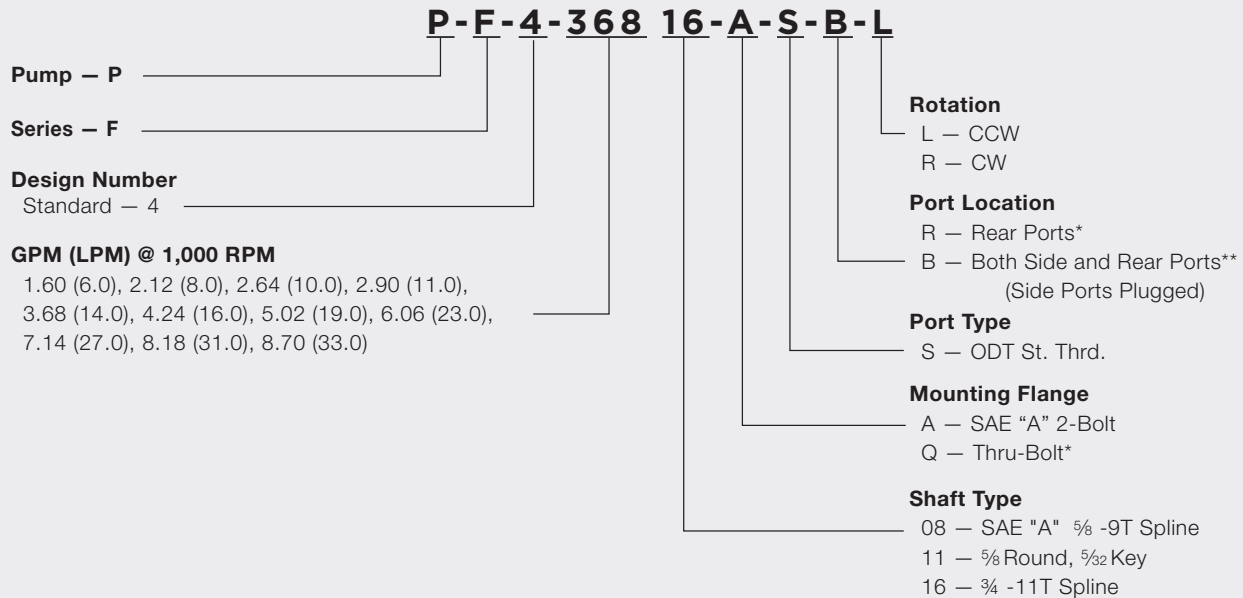 P-F-4-368 16-A-S-B-L
Pump — P
Series — F
Design Number
Standard — 4
GPM (LPM) @ 1,000 RPM
1.60 (6.0), 2.12 (8.0), 2.64 (10.0), 2.90 (11.0),
3.68 (14.0), 4.24 (16.0), 5.02 (19.0), 6.06 (23.0),
7.14 (27.0), 8.18 (31.0), 8.70 (33.0)
Rotation
L — CCW
R — CW
Port Location
R — Rear Ports*
B — Both Side and Rear Ports**
(Side Ports Plugged)
Port Type
S — ODT St. Thrd.
Mounting Flange
A — SAE “A” 2-Bolt
Q — Thru-Bolt*
Shaft Type
08 — SAE "A" ⅝ -9T Spline
11 — ⅝ Round, 5⁄32 Key
16 — ¾ -11T Spline